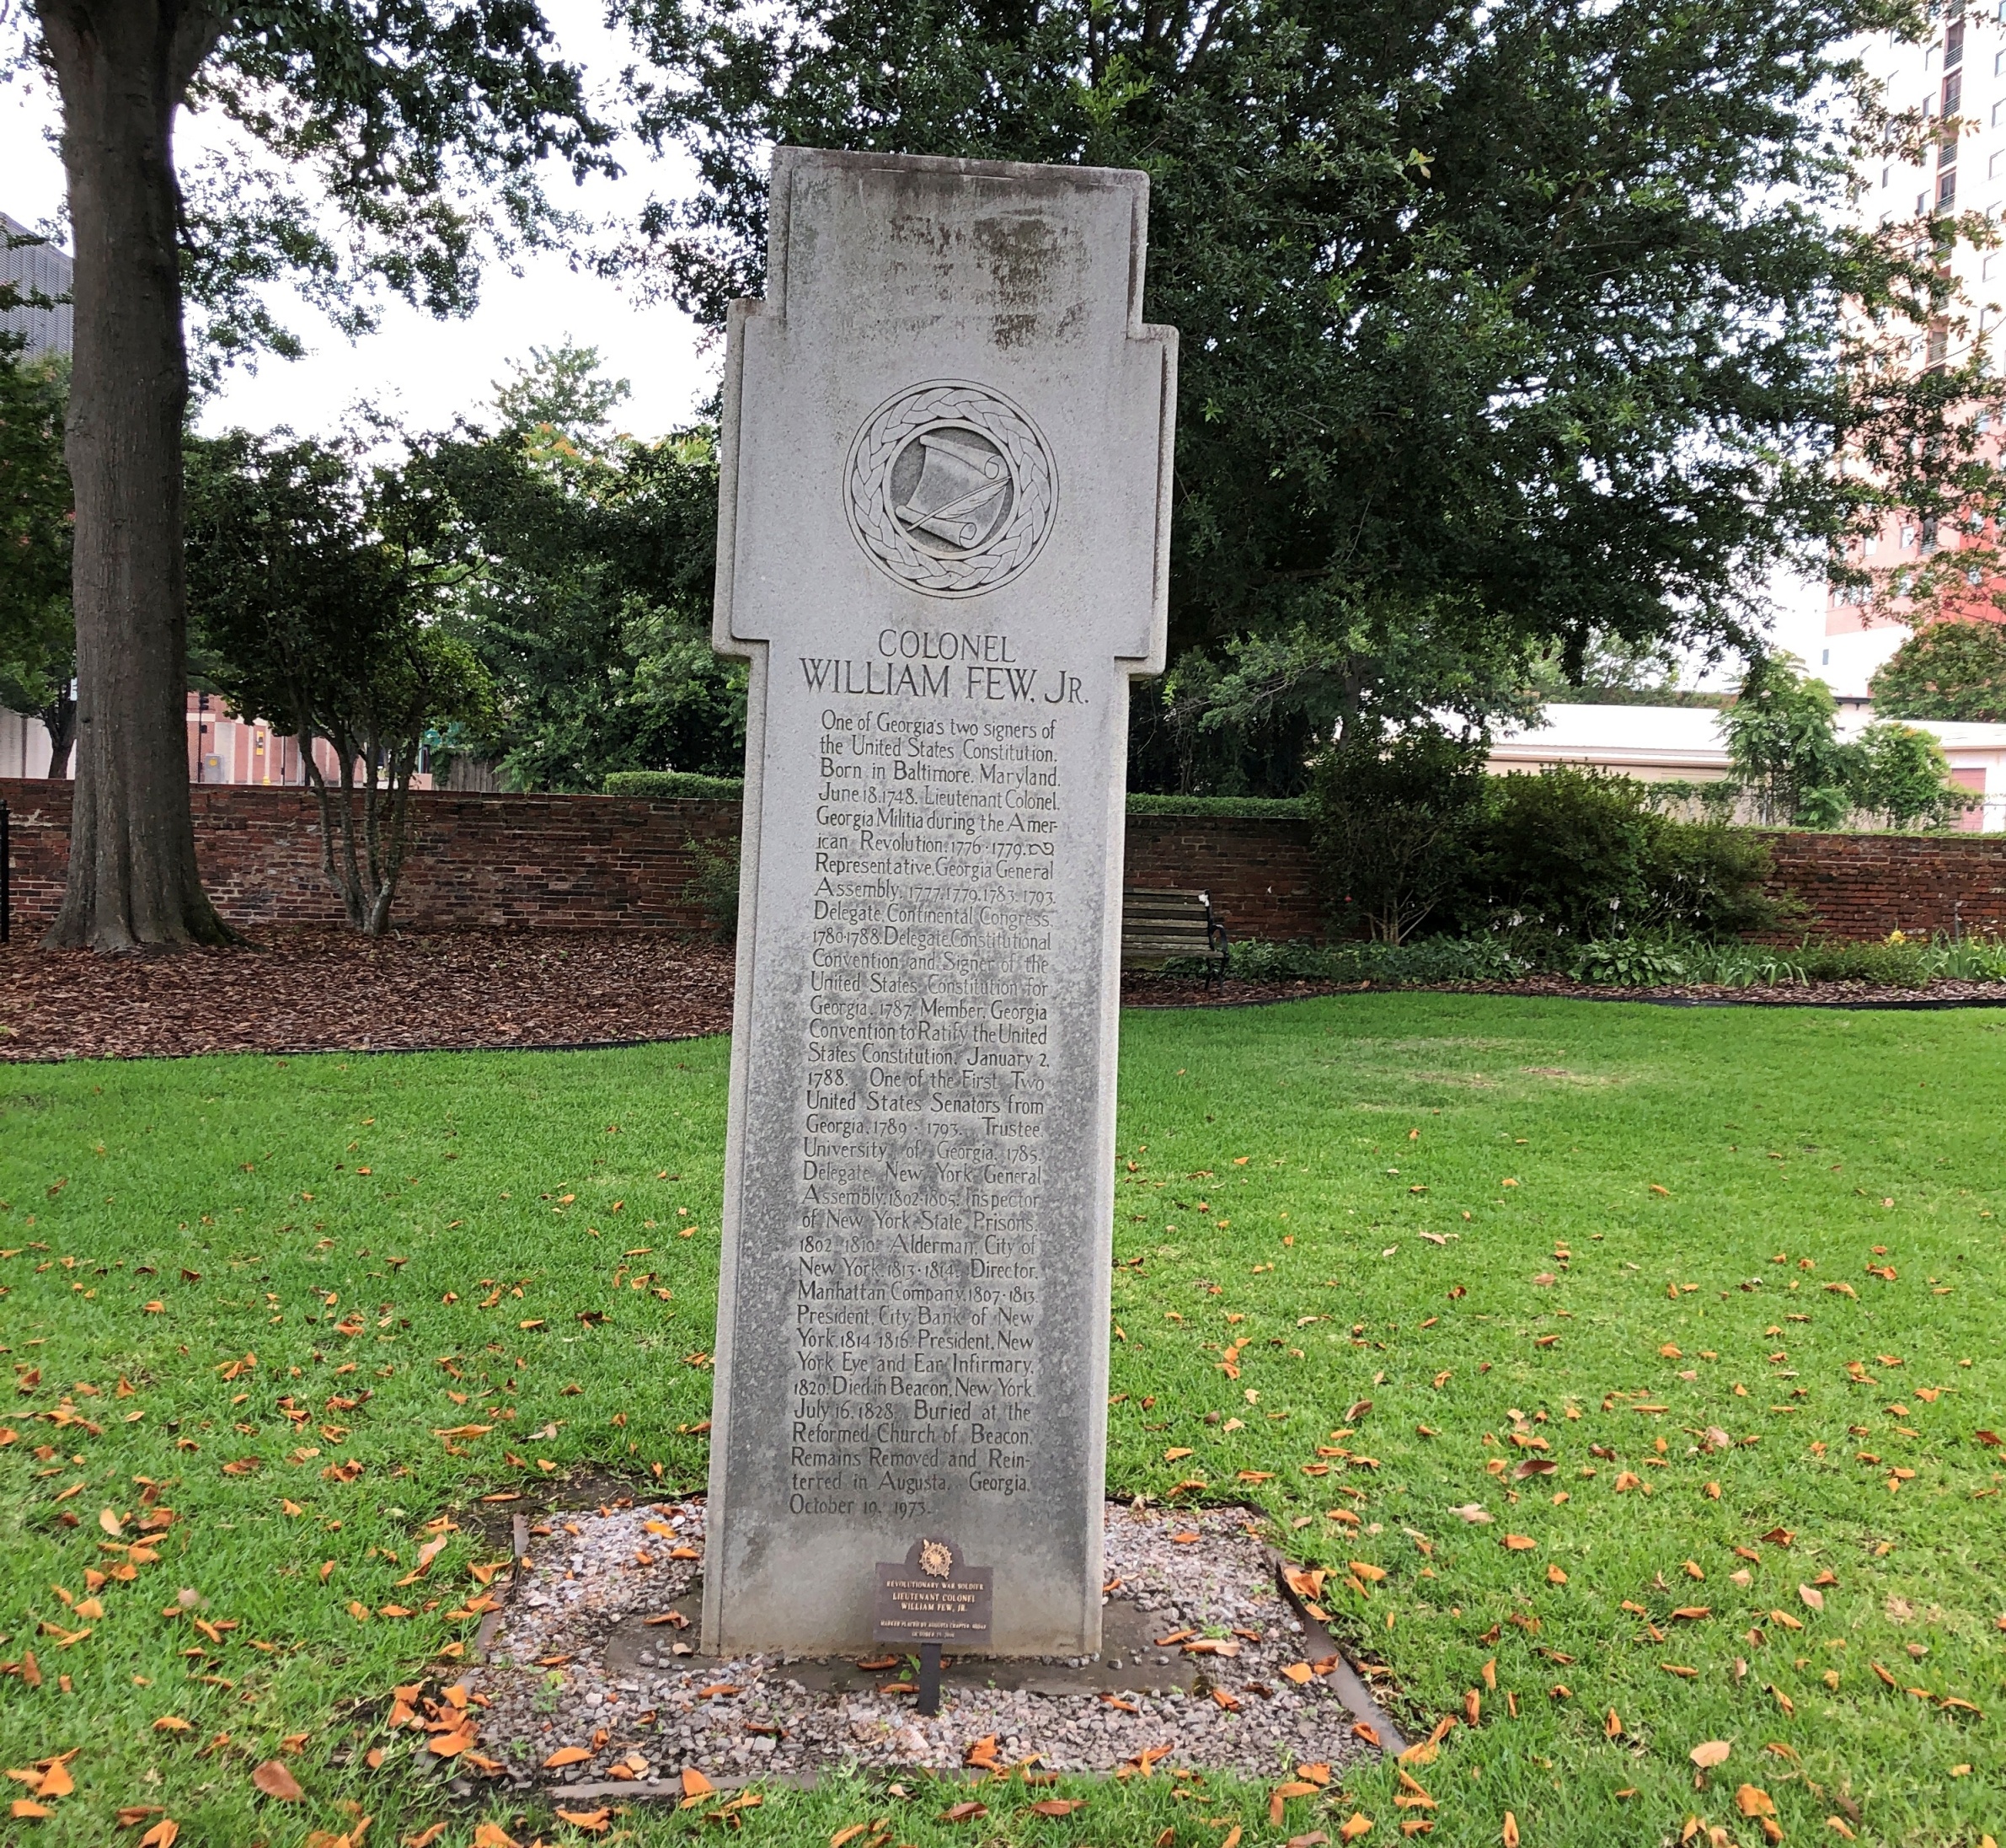 COLONEL
WILLIAM FEW, JR.
One of Georgia's two signers of
the United States Constitution.
Born in Baltimore, Maryland,
June 18, 1748. Lieutenant Colonel,
Georgia Militia during the Amer-
ican Revolution, 1776-1779.
Representative, Georgia General
Assembly, 1777, 1779, 1783, 1793.
Delegate, Continental Congress,
1780-1788. Delegate Constitutional
Convention and Signer of the
United States Constitution for
Georgia, 1787. Member, Georgia
Convention to Ratify the United
States Constitution, January 2,
1788. One of the First Two
United States Senators from
Georgia, 1789-1793. Trustee,
University of Georgia, 1785.
Delegate, New York General
Assembly, 1802-1805. Inspector
of New York State Prisons,
1802-1810. Alderman, City of
New York, 1813-1814. Director,
Manhattan Company, 1807-1813
President, City Bank of New
York, 1814-1816. President, New
York Eye and Ear Infirmary,
1820. Died in Beacon, New York,
July 16, 1828. Buried at the
Reformed Church of Beacon.
Remains Removed and Rein-
terred in Augusta, Georgia,
October 19, 1973.
REVOLUTIONARY WAR SOLDIER
LIEUTENANT COLONEL
WILLIAM FEW, JR.
MARKER PLACED BY AUGUSTA CHAPTER
OCTOBER